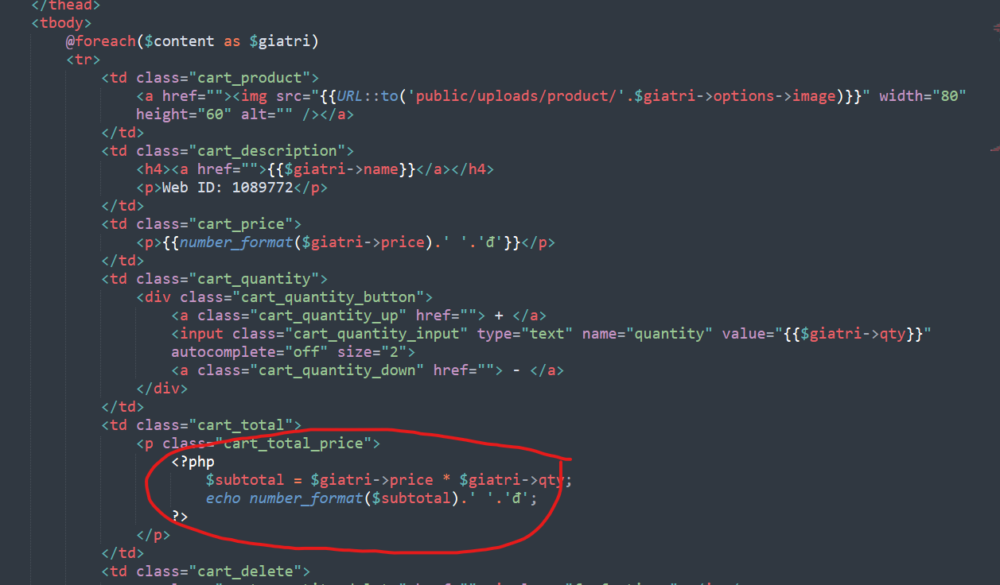 </thead>
<tbody>
@foreach($content as $giatri)
<tr>
<td class="cart_product">
<a href=""><img src="{{URL::to('public/uploads/product/'.$giatri->options->image)}}" width="80"
height="60" alt="" /></a>
</td>
<td class="cart_description">
<h4><a href="">{{$giatri->name}}</a></h4>
<p>Web ID: 1089772</p>
</td>
<td class="cart_price">
<p>{{number_format($giatri->price).' '.'đ'}}</p>
</td>
<td class="cart_quantity">
<div class="cart_quantity_button">
<a class="cart_quantity_up" href=""> + </a>
<input class="cart_quantity_input" type="text" name="quantity" value="{{$giatri->qty}}"
autocomplete="off" size="2">
<a class="cart_quantity_down" href=""> - </a>
</div>
</td>
<td class="cart_total">
<p class="cart_total_price">
<?php
$subtotal = $giatri->price * $giatri->qty;
echo number_format($subtotal).' '.'đ';
?>
</p>
</td>
<td class="cart_delete">